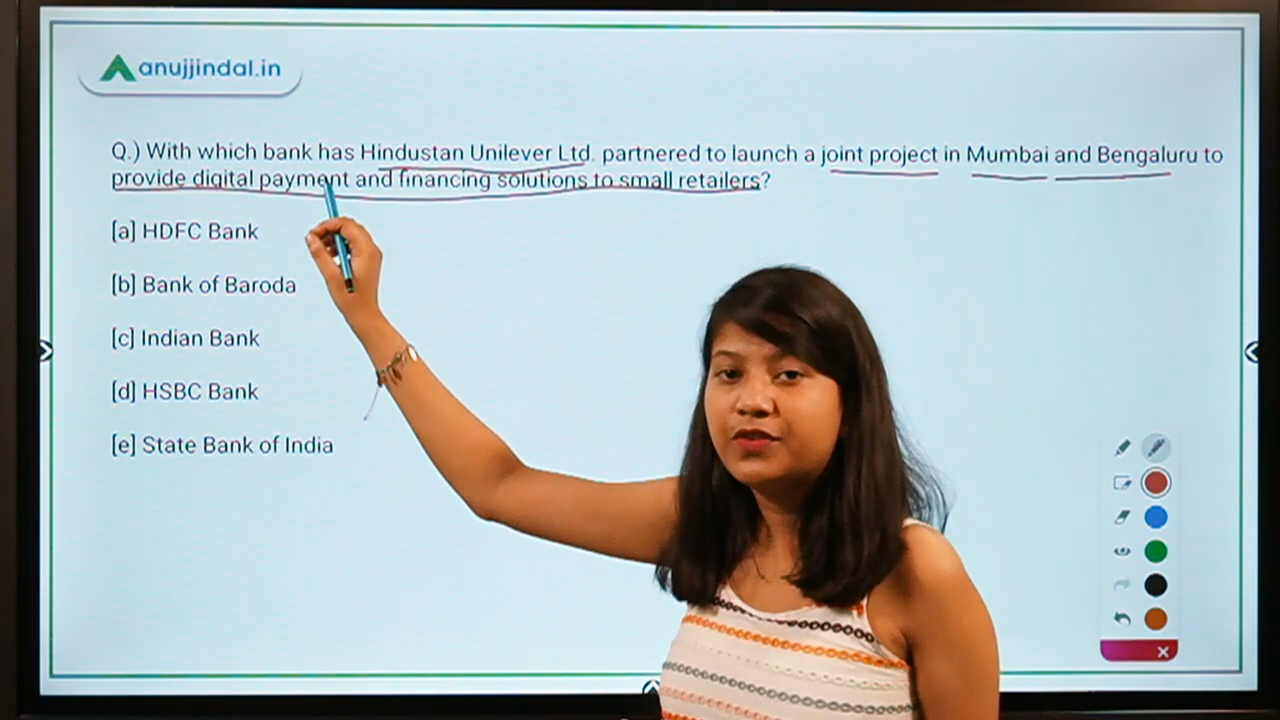 anujjindal.in
Q.) With which bank has Hindustan Unilever Ltd. partnered to launch a joint project in Mumbai and Bengaluru to
provide digital payment and financing solutions to small retailers?
[a] HDFC Bank
[b] Bank of Baroda
[c] Indian Bank
[d] HSBC Bank
[e] State Bank of India